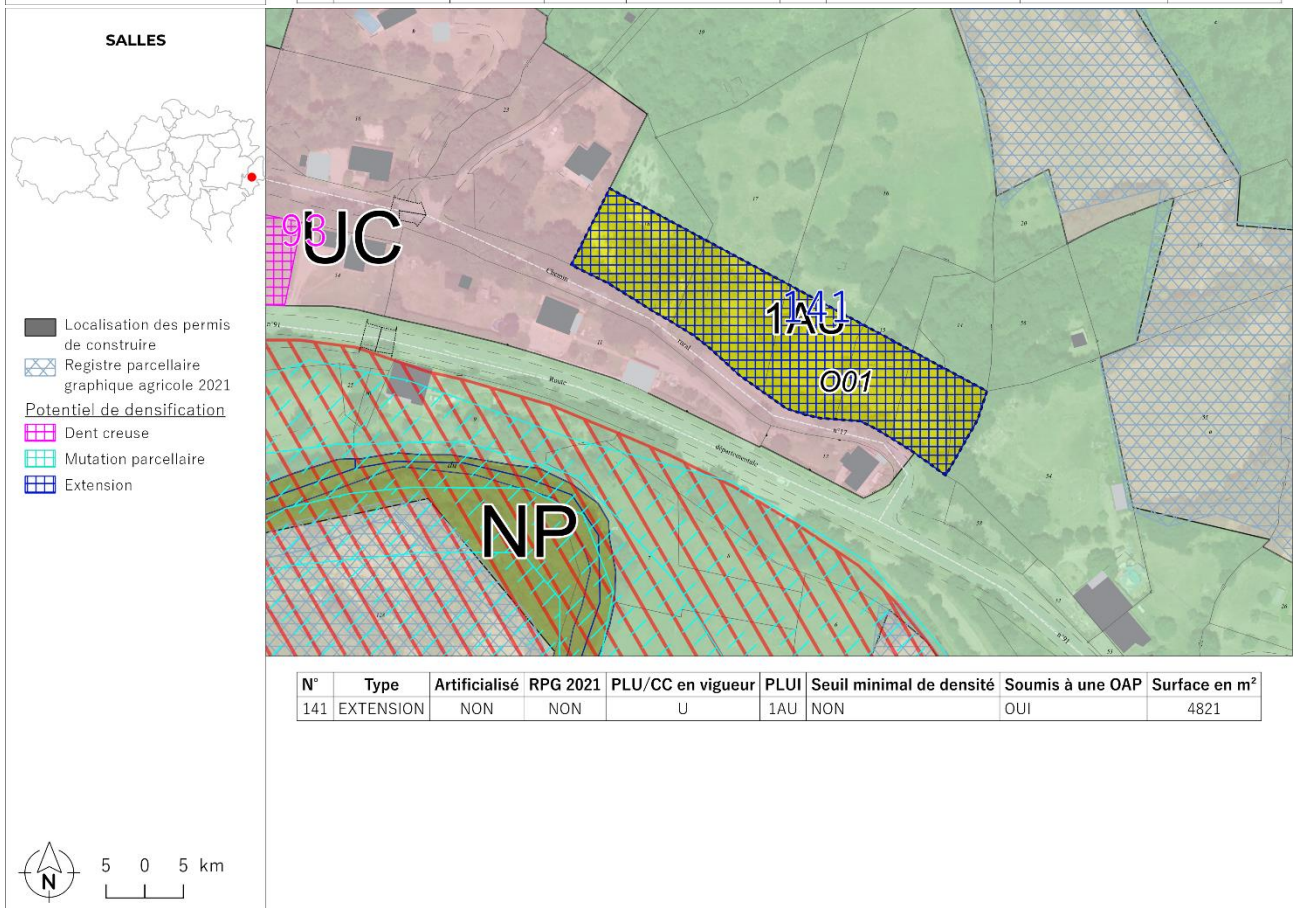 SALLES
Localisation des permis
de construire
Registre parcellaire
graphique agricole 2021
Potentiel de densification
Dent creuse
Mutation parcellaire
Extension
5 0 5 km
N
93
UC
Chemin
rural
n°17
1AU
141
O01
n°91
Route
départementale
n°91
NP
N° Type Artificialisé RPG 2021 PLU/CC en vigueur PLUI Seuil minimal de densité Soumis à une OAP Surface en m²
141 EXTENSION NON NON U 1AU NON OUI 4821